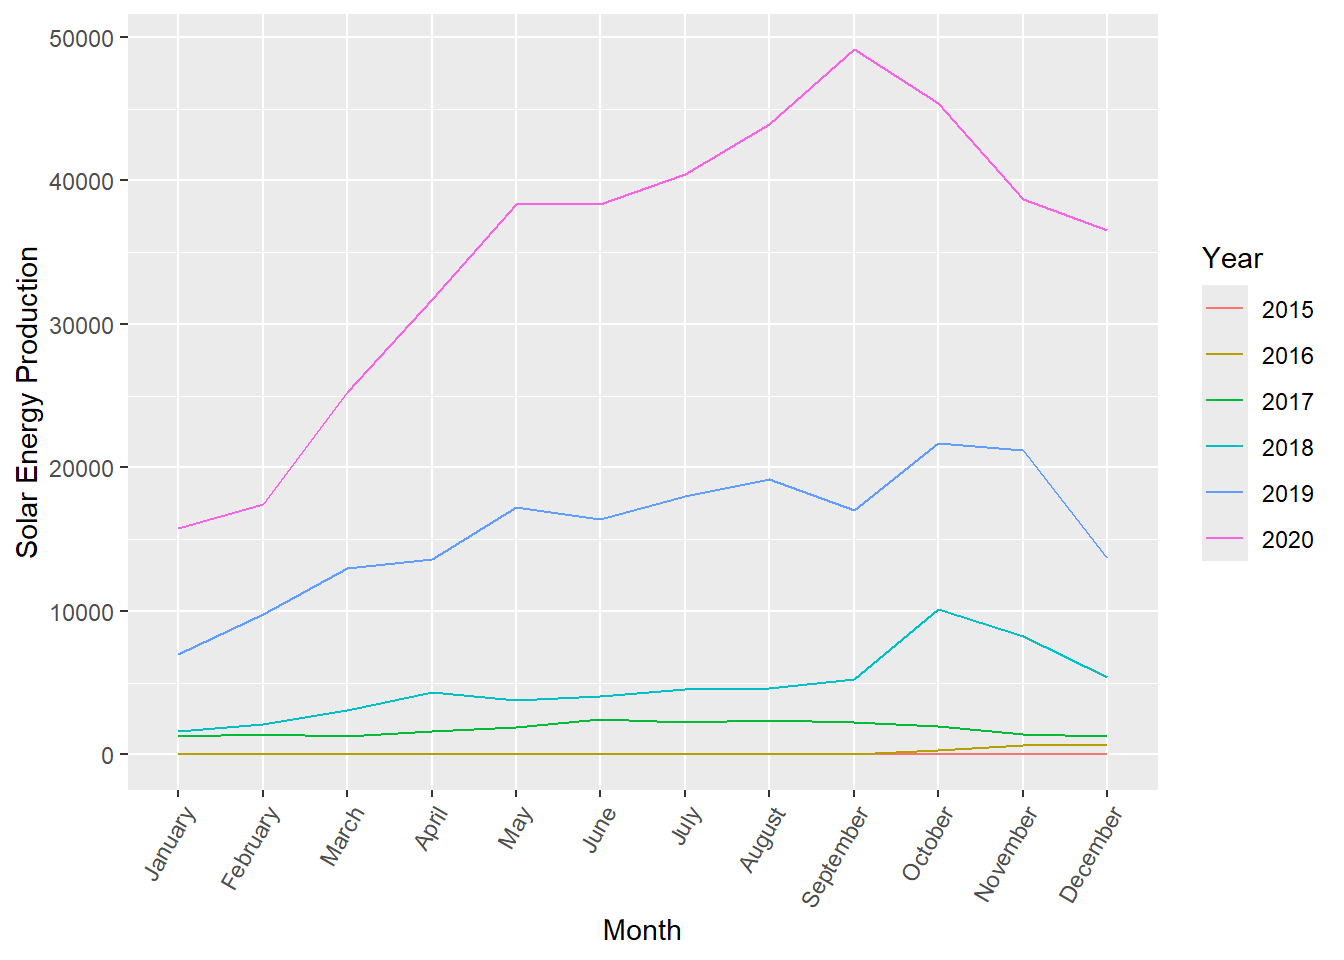 50000
40000
30000
20000
10000
0
Solar Energy Production
January
February
March
April
May
June
July
August
September
October
November
December
Month
Year
2015
2016
2017
2018
2019
2020